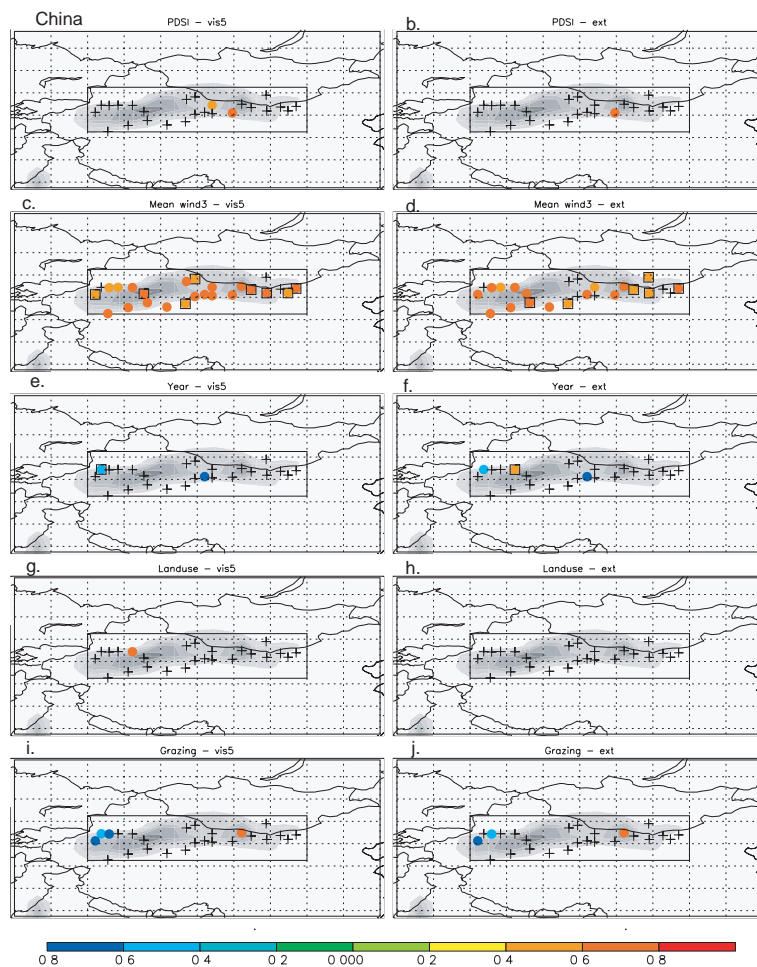 China
PDSI - vis5
b.
PDSI - ext
c.
Mean wind3 - vis5
d.
Mean wind3 - ext
e.
Year - vis5
f.
Year - ext
g.
Landuse - vis5
h.
Landuse - ext
i.
Grazing - vis5
j.
Grazing - ext
0 8 0 6 0 4 0 2 0 000 0 2 0 4 0 6 0 8